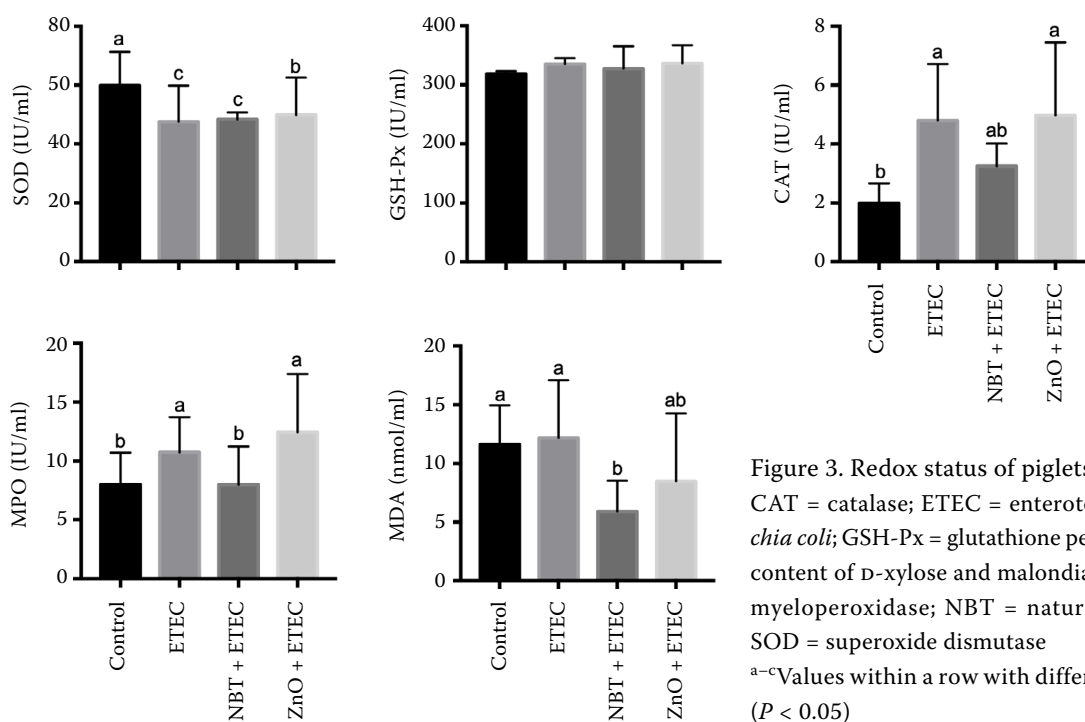 SOD (IU/ml)
80
50
40
20
0
a
c
c
b
GSH-Px (IU/ml)
400
300
200
100
0
CAT (IU/ml)
8
6
4
2
0
b
a
ab
a
Control
ETEC
NBT + ETEC
ZnO + ETEC
MPO (IU/ml)
20
15
10
5
0
b
a
b
a
Control
ETEC
NBT + ETEC
ZnO + ETEC
MDA (nmol/ml)
20
15
10
5
0
a
a
b
ab
Control
ETEC
NBT + ETEC
ZnO + ETEC
Figure 3. Redox status of piglets
CAT = catalase; ETEC = enterote
chia coli; GSH-Px = glutathione pe
content of D-xylose and malondia
myeloperoxidase; NBT = natur
SOD = superoxide dismutase
a–cValues within a row with differ
(P < 0.05)